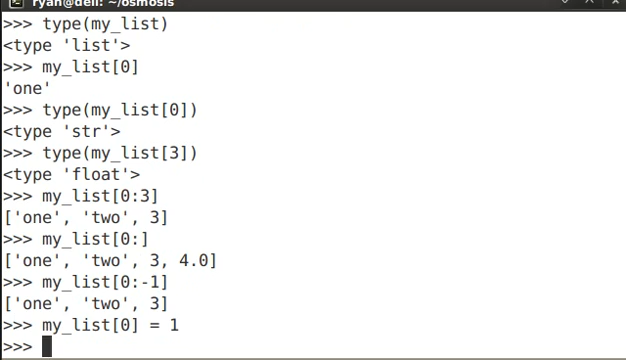 ryan@dell: ~/osmosis
>>> type(my_list)
<type 'list'>
>>> my_list[0]
'one'
>>> type(my_list[0])
<type 'str'>
>>> type(my_list[3])
<type 'float'>
>>> my_list[0:3]
['one', 'two', 3]
>>> my_list[0:]
['one', 'two', 3, 4.0]
>>> my_list[0:-1]
['one', 'two', 3]
>>> my_list[0] = 1
>>>